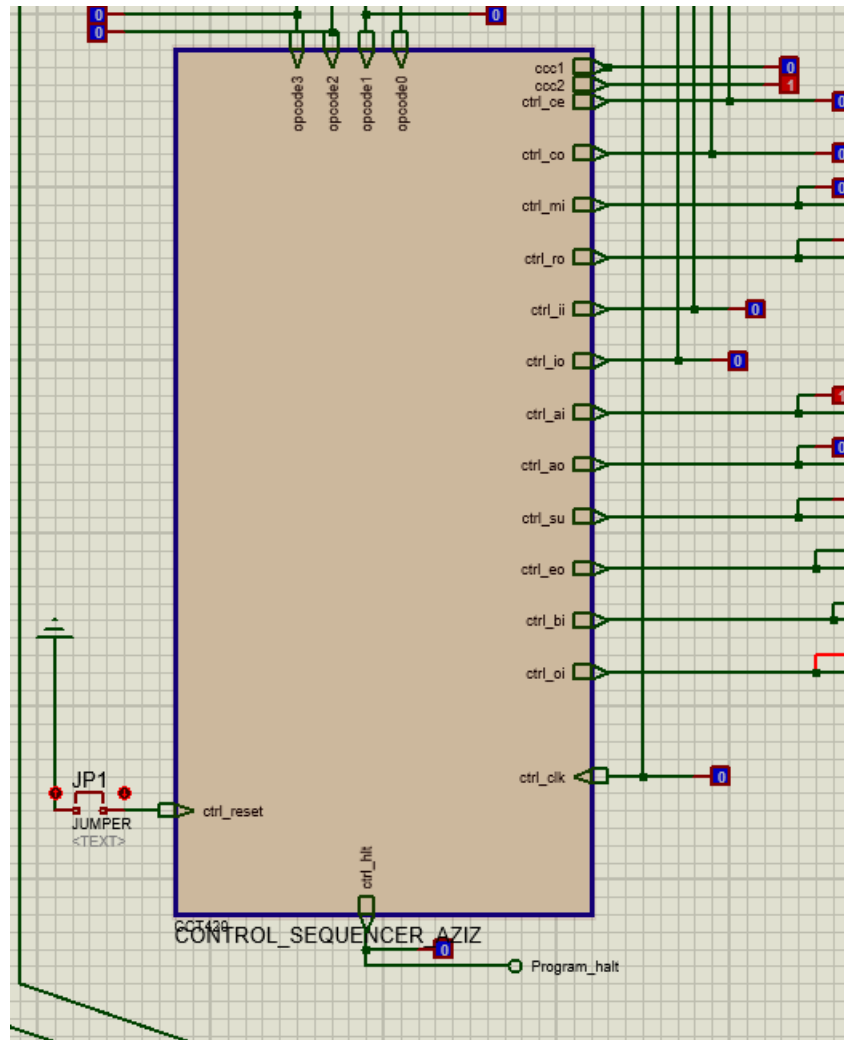 0
0
0
opcode3
opcode2
opcode1
opcode0
ccc1
0
ccc2
1
ctrl_ce
0
ctrl_co
0
ctrl_mi
0
ctrl_ro
ctrl_ii
0
ctrl_io
0
ctrl_ai
1
ctrl_ao
0
ctrl_su
ctrl_eo
ctrl_bi
ctrl_oi
ctrl_clk
0
JP1
JUMPER
<TEXT>
ctrl_reset
ctrl_hlt
CCT420
CONTROL_SEQUENCER_AZIZ
0
Program_halt